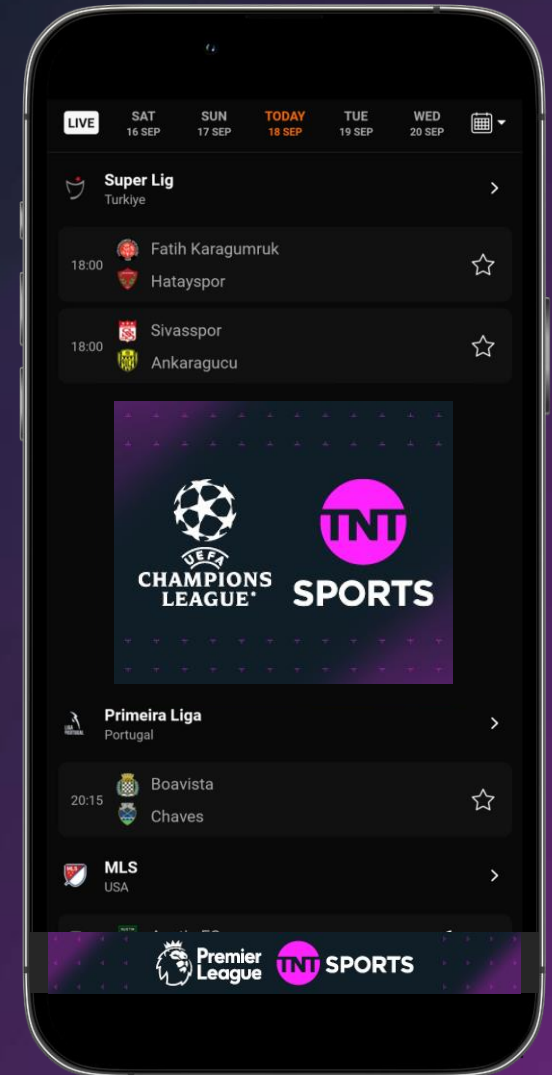 LIVE
SAT
16 SEP
SUN
17 SEP
TODAY
18 SEP
TUE
19 SEP
WED
20 SEP
Super Lig
Turkiye
18:00
Fatih Karagumruk
Hatayspor
18:00
Sivasspor
Ankaragucu
UEFA
CHAMPIONS
LEAGUE
TNT
SPORTS
Primeira Liga
Portugal
20:15
Boavista
Chaves
MLS
USA
Premier
League
TNT SPORTS